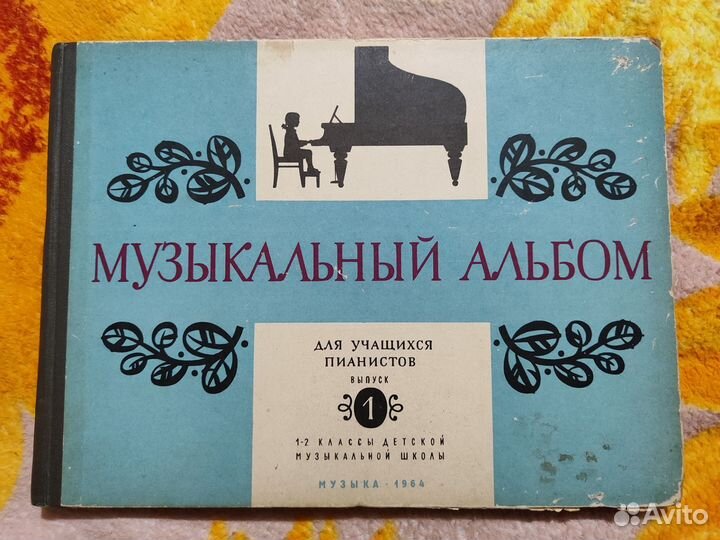 МУЗЫКАЛЬНЫЙ АЛЬБОМ
ДЛЯ УЧАЩИХСЯ
ПИАНИСТОВ
ВЫПУСК
1
1-2 КЛАССЫ ДЕТСКОЙ
МУЗЫКАЛЬНОЙ ШКОЛЫ
МУЗЫКА · 1964
Avito